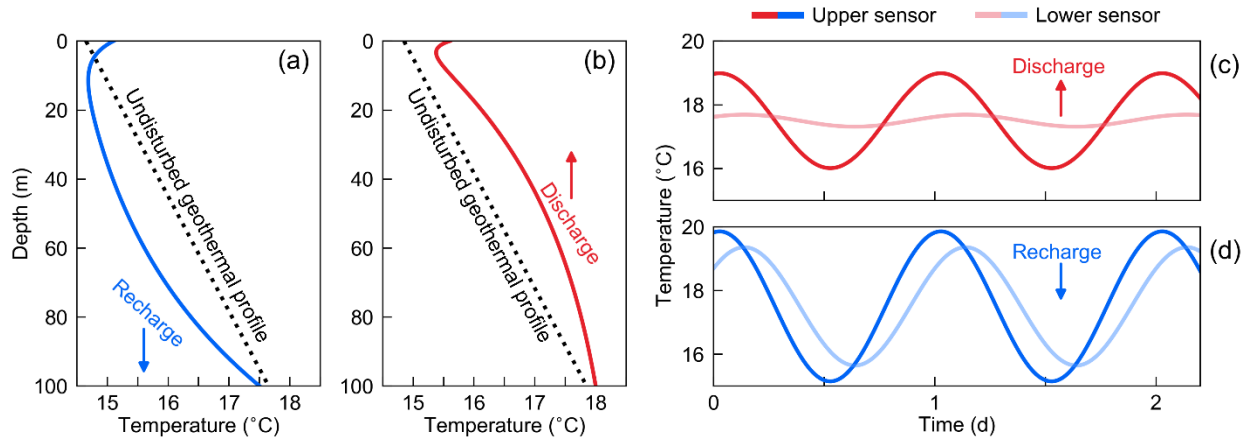 Upper sensor
Lower sensor
(a)
0
20
40
60
80
100
Depth (m)
Undisturbed geothermal profile
Recharge
15
16
17
18
Temperature (°C)
(b)
0
20
40
60
80
100
Undisturbed geothermal profile
Discharge
15
16
17
18
Temperature (°C)
(c)
20
18
16
Discharge
Temperature (°C)
(d)
20
18
16
Recharge
0
1
2
Time (d)